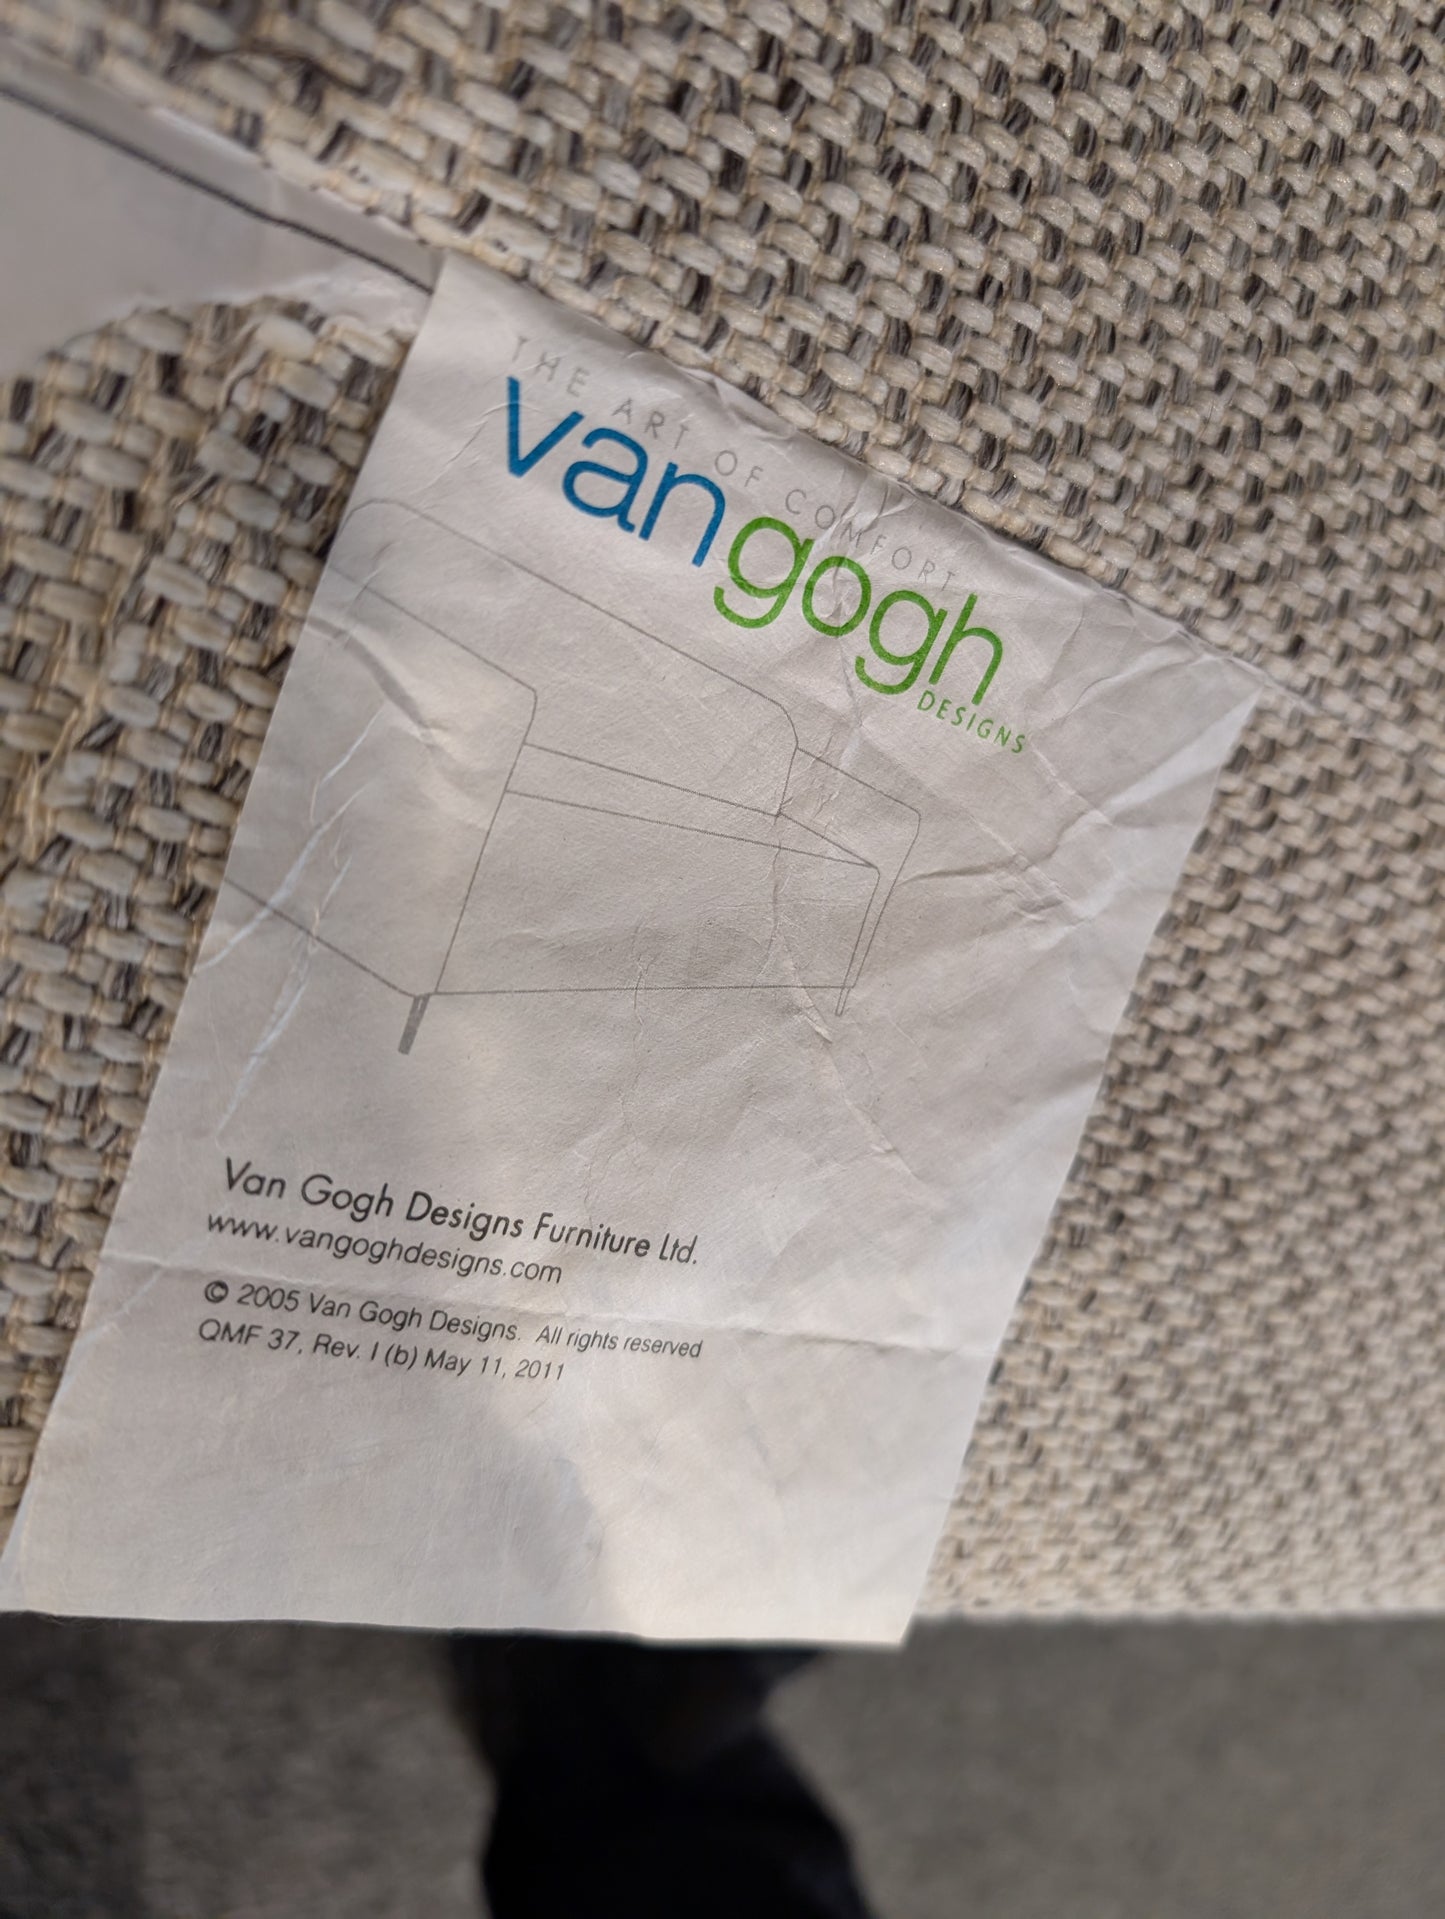 THE ART OF COMFORT
vangogh
DESIGNS
Van Gogh Designs Furniture Ltd.
www.vangoghdesigns.com
© 2005 Van Gogh Designs. All rights reserved
QMF 37, Rev. I (b) May 11, 2011